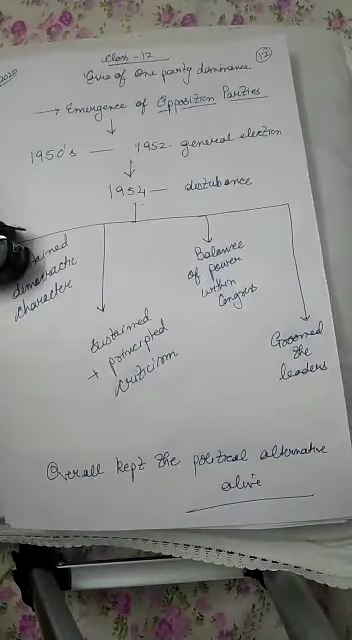 2020
Class-12
Era of One party dominance (12)
→ Emergence of Opposition Parties
1950's — 1952- general election
1954 — disturbance
democratic
character
Sustained
+ principled
criticism
Balance
of power
within
Congress
Groomed
the
leaders
Overall kept the political alternative
alive